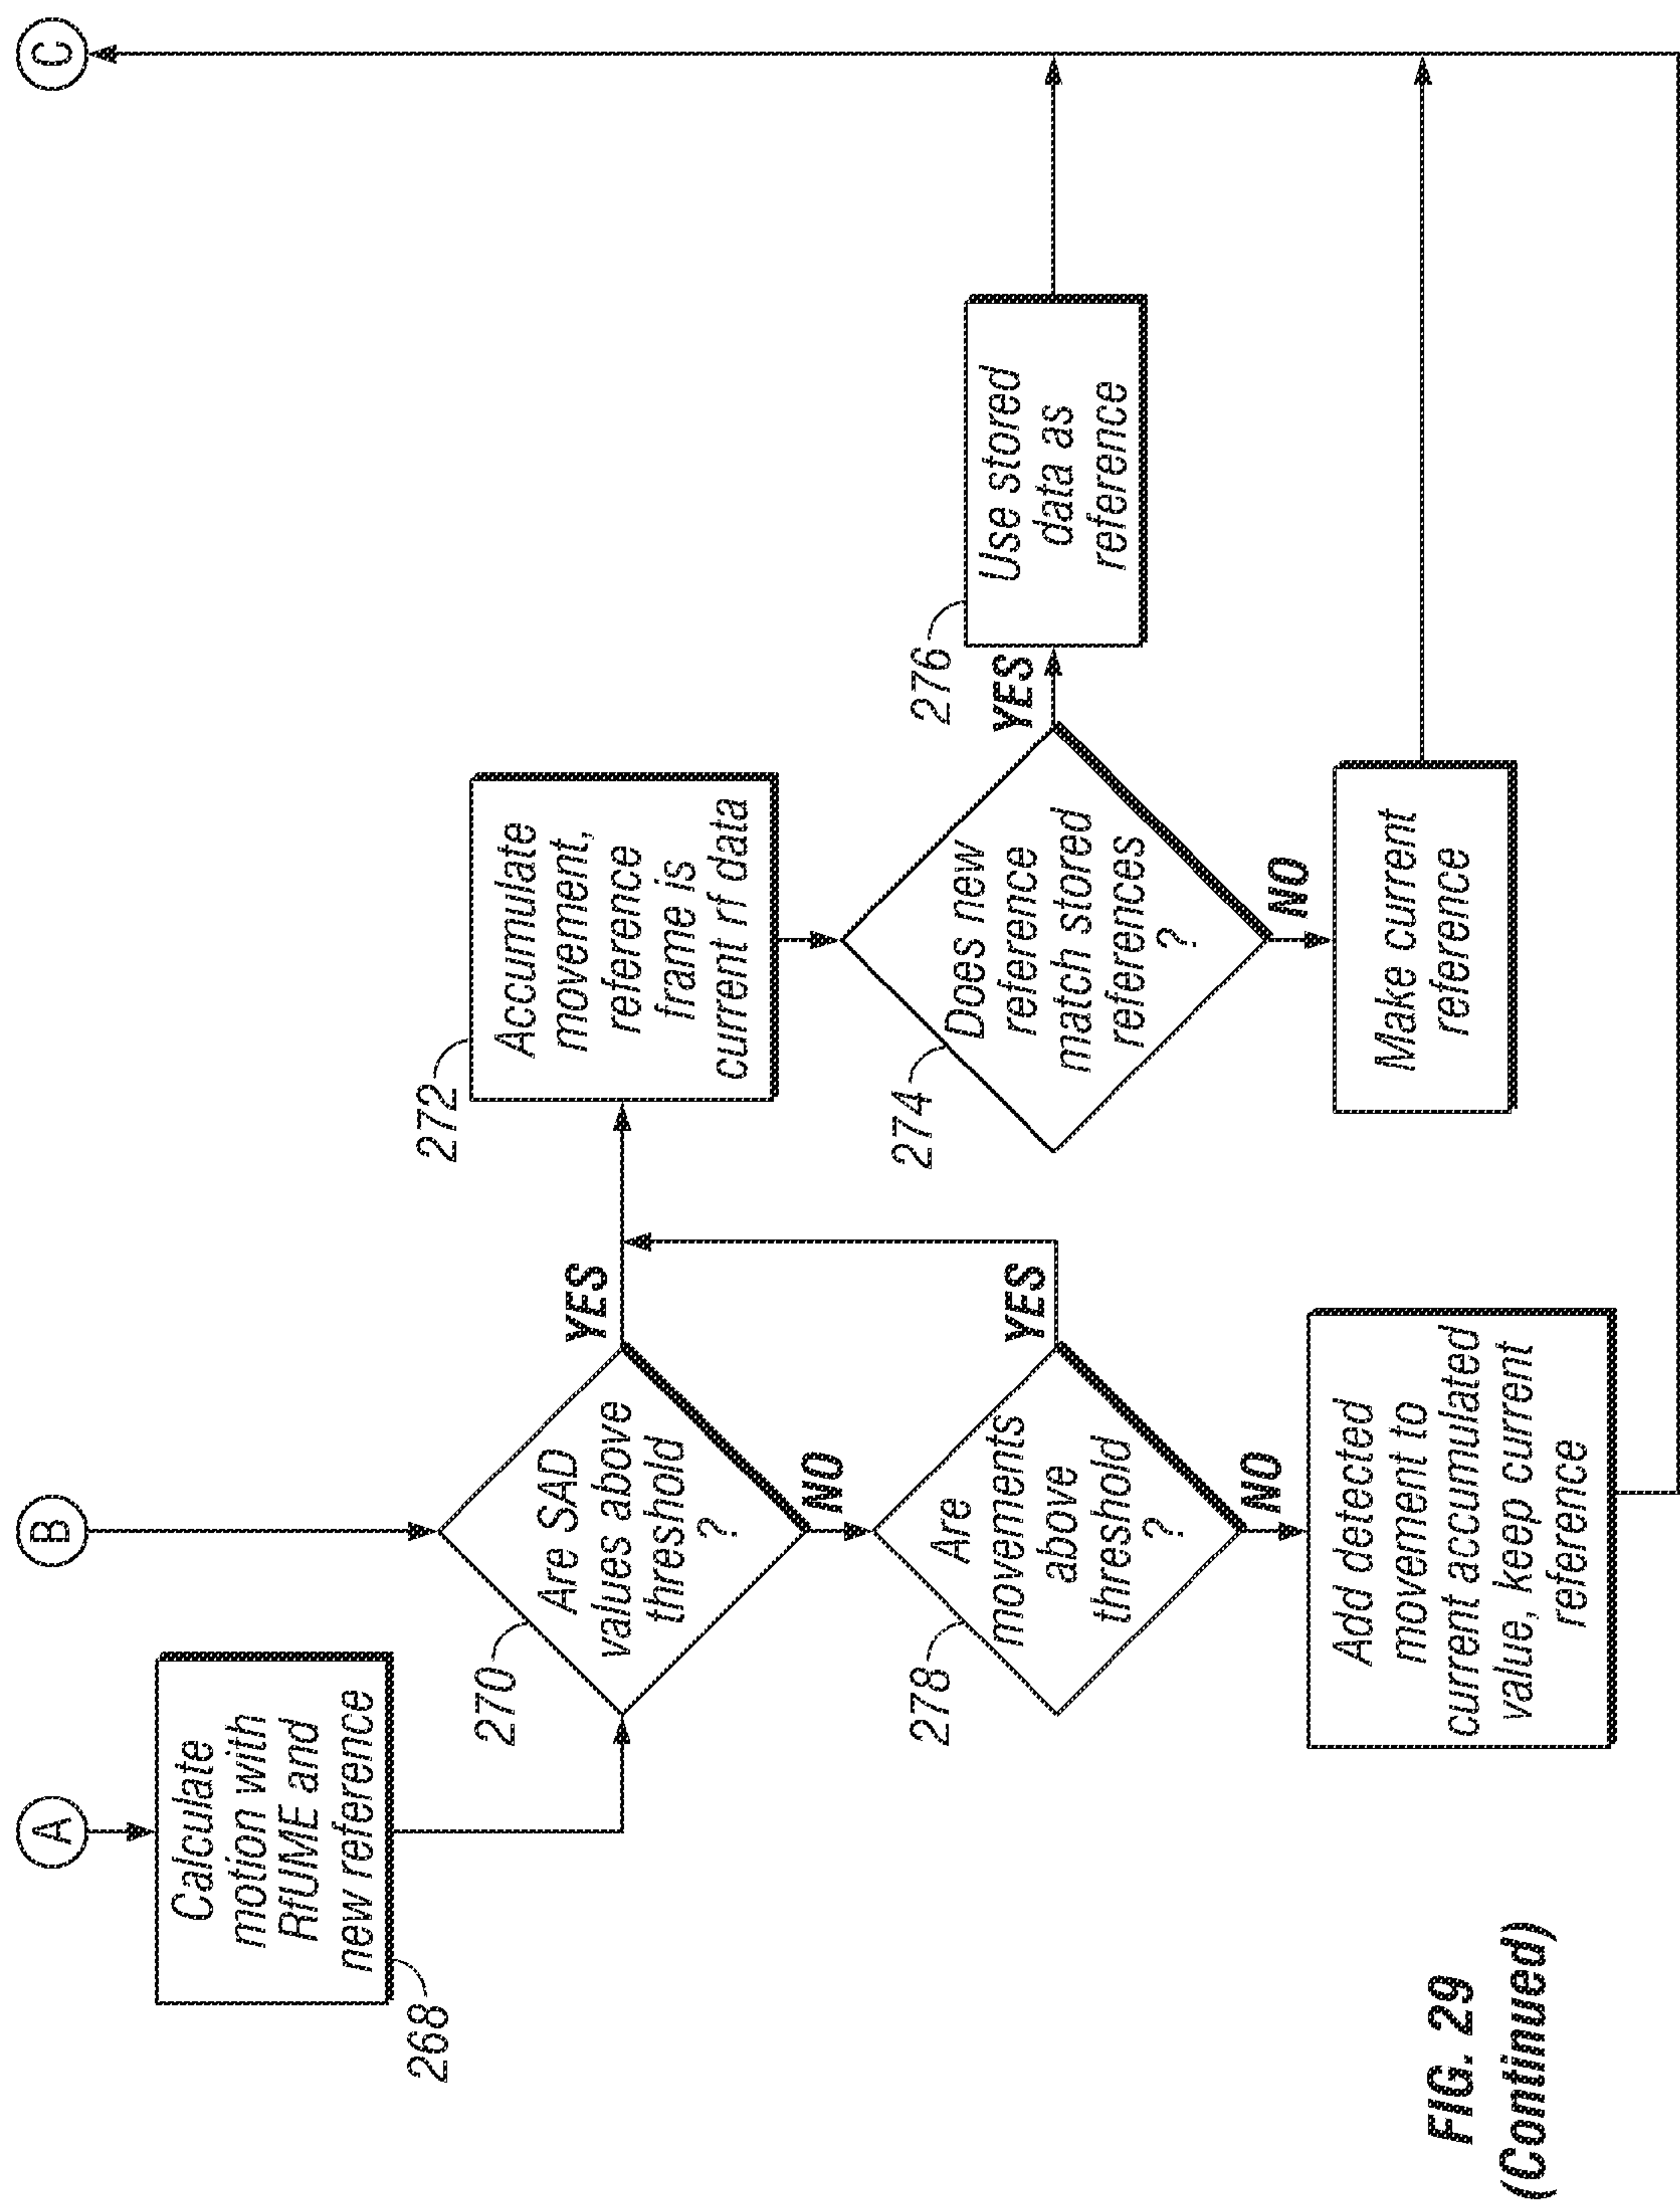 A
B
C
Calculate
motion with
RfUME and
new reference
268
270
Are SAD
values above
threshold
?
YES
NO
272
Accumulate
movement,
reference
frame is
current rf data
278
Are
movements
above
threshold
?
YES
NO
274
Does new
reference
match stored
references
?
YES
NO
276
Use stored
data as
reference
Add detected
movement to
current accumulated
value, keep current
reference
Make current
reference
FIG. 29
(Continued)